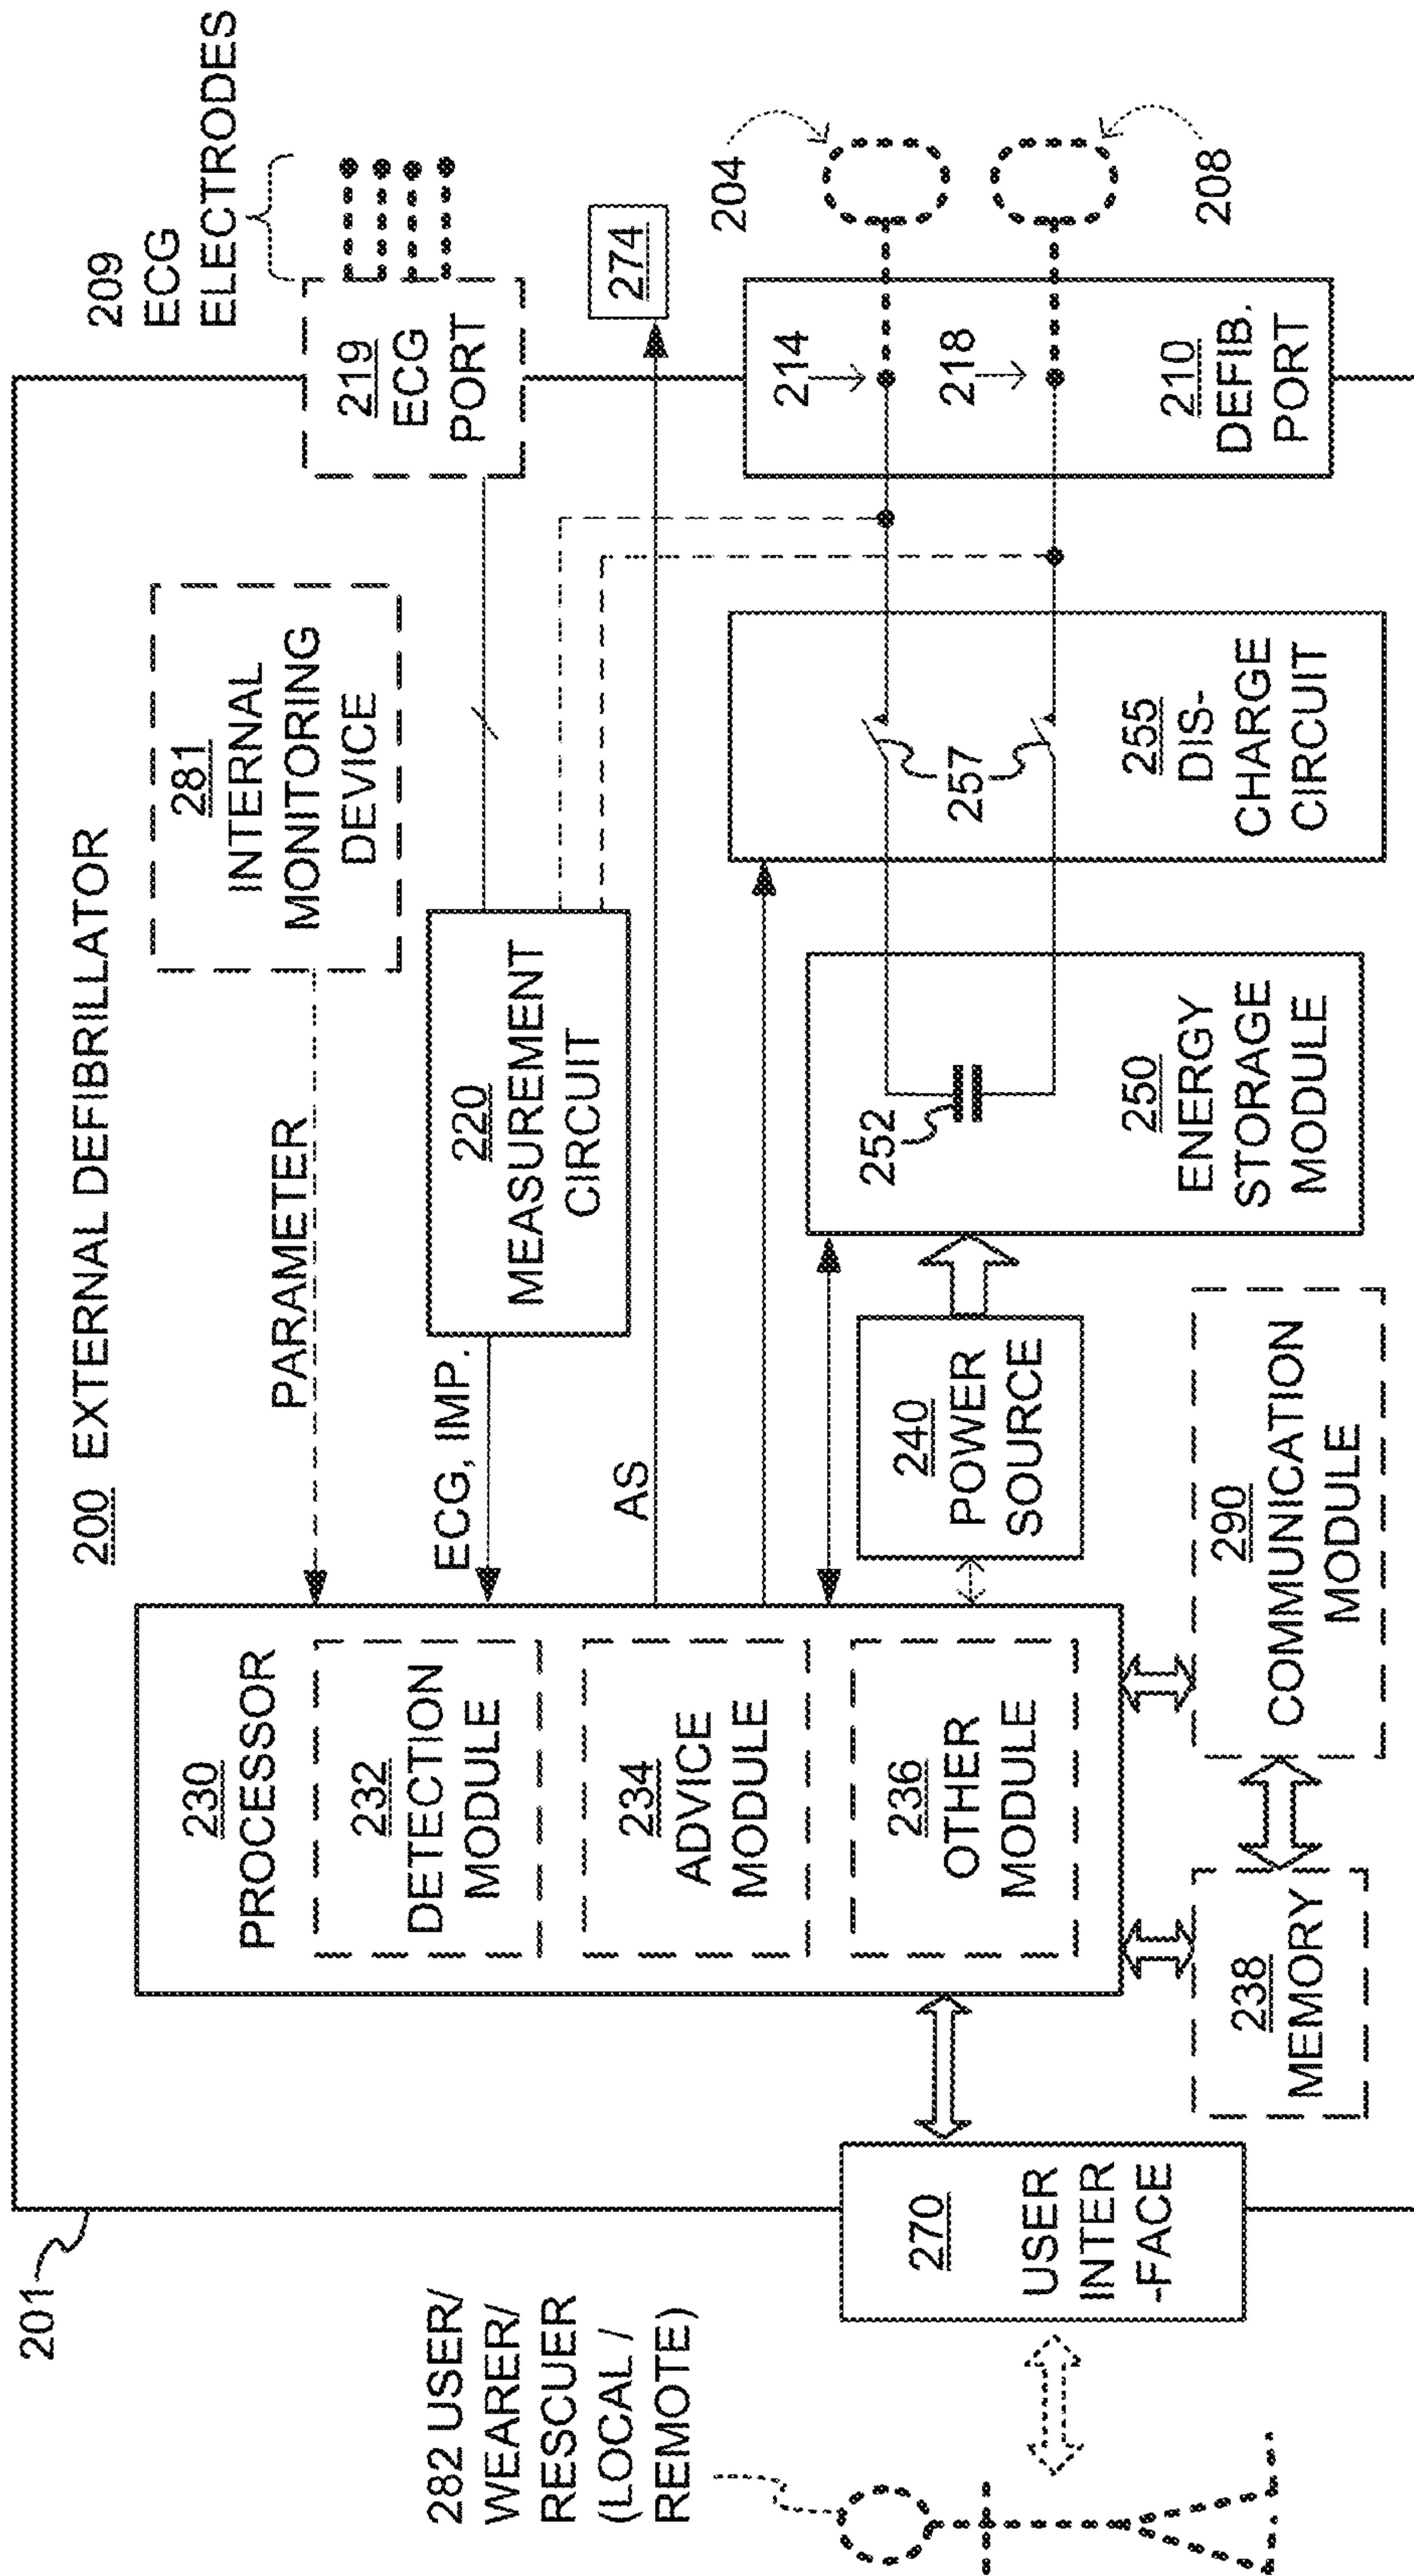 200 EXTERNAL DEFIBRILLATOR
201
209
ECG
ELECTRODES
219
ECG
PORT
281
INTERNAL
MONITORING
DEVICE
PARAMETER
220
MEASUREMENT
CIRCUIT
ECG, IMP.
AS
274
230
PROCESSOR
232
DETECTION
MODULE
234
ADVICE
MODULE
236
OTHER
MODULE
204
208
214
218
210
DEFIB.
PORT
257
255
DIS-
CHARGE
CIRCUIT
252
250
ENERGY
STORAGE
MODULE
240
POWER
SOURCE
290
COMMUNICATION
MODULE
238
MEMORY
270
USER
INTER
-FACE
282 USER/
WEARER/
RESCUER
(LOCAL /
REMOTE)